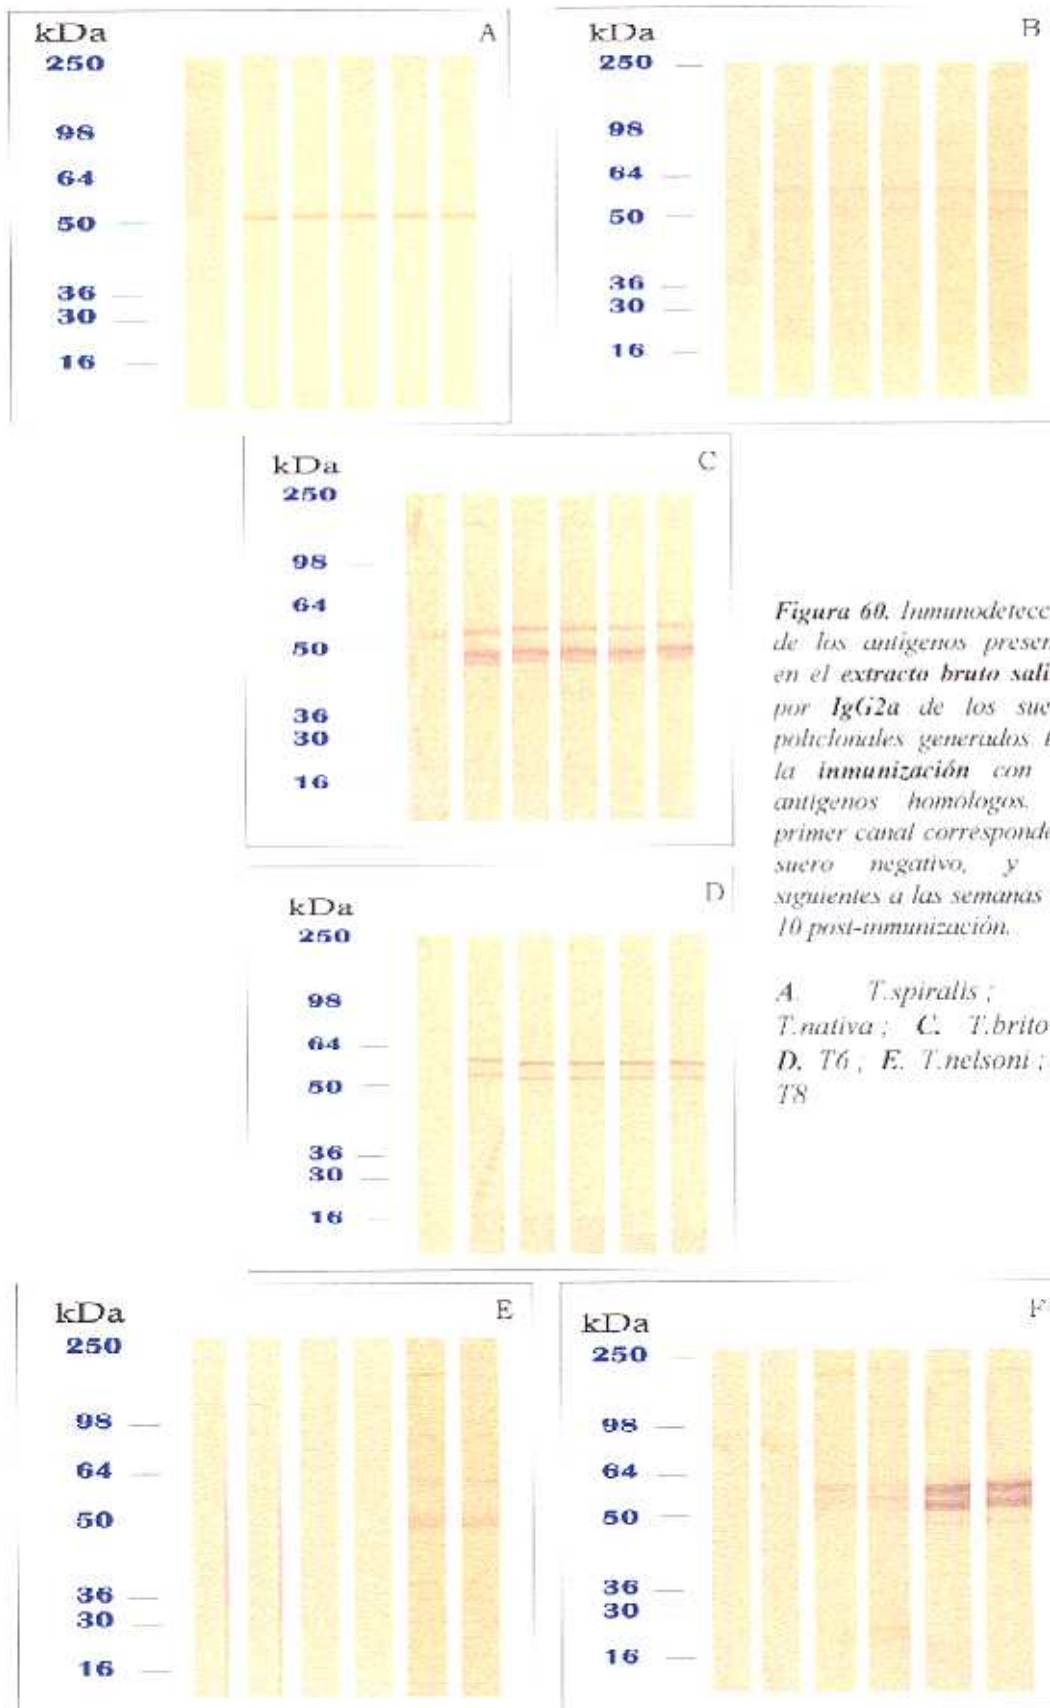 kDa A
250
98
64
50
36
30
16
kDa B
250
98
64
50
36
30
16
kDa C
250
98
64
50
36
30
16
Figura 60. Inmunodetecc
de los antígenos presen
en el extracto bruto sali
por IgG2a de los sue
policlonales generados t
la inmunización con
antígenos homólogos.
primer canal corresponde
suero negativo, y
siguientes a las semanas
10 post-inmunización.
A. T.spiralis ;
T.nativa ; C. T.brito
D. T6 ; E. T.nelsoni ;
T8
kDa D
250
98
64
50
36
30
16
kDa E
250
98
64
50
36
30
16
kDa F
250
98
64
50
36
30
16